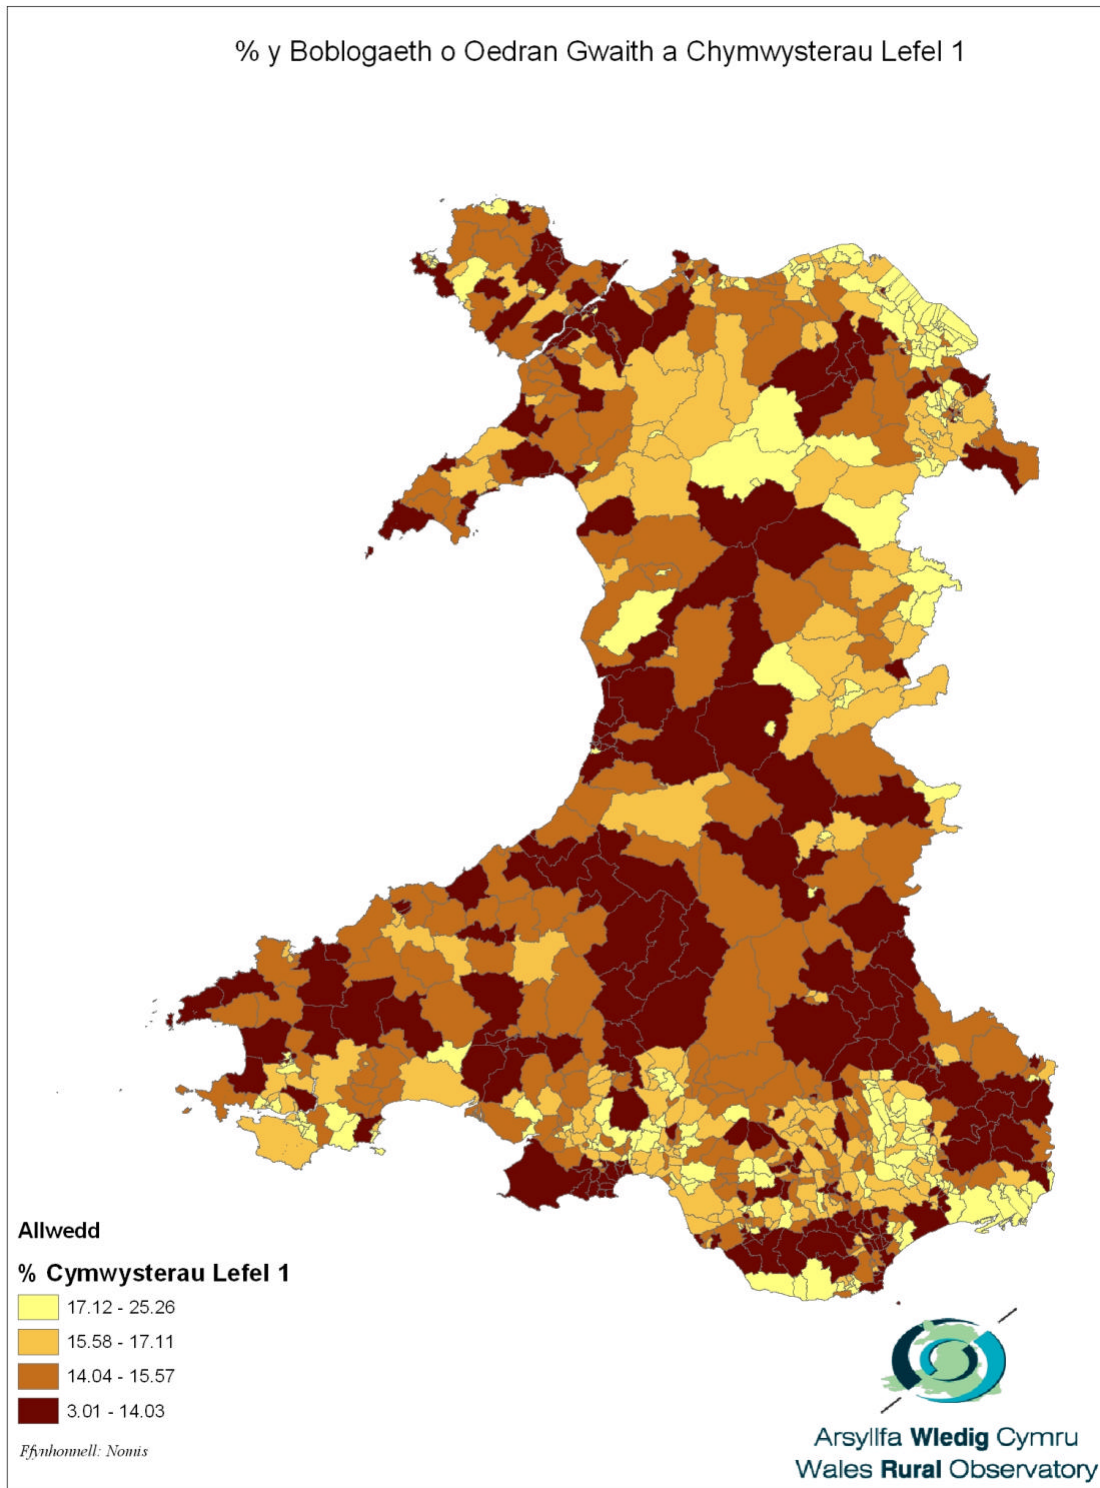 % y Boblogaeth o Oedran Gwaith a Chymwysterau Lefel 1
Allwedd
% Cymwysterau Lefel 1
17.12 - 25.26
15.58 - 17.11
14.04 - 15.57
3.01 - 14.03
Ffynhonnell: Nomis
Arsyllfa Wledig Cymru
Wales Rural Observatory